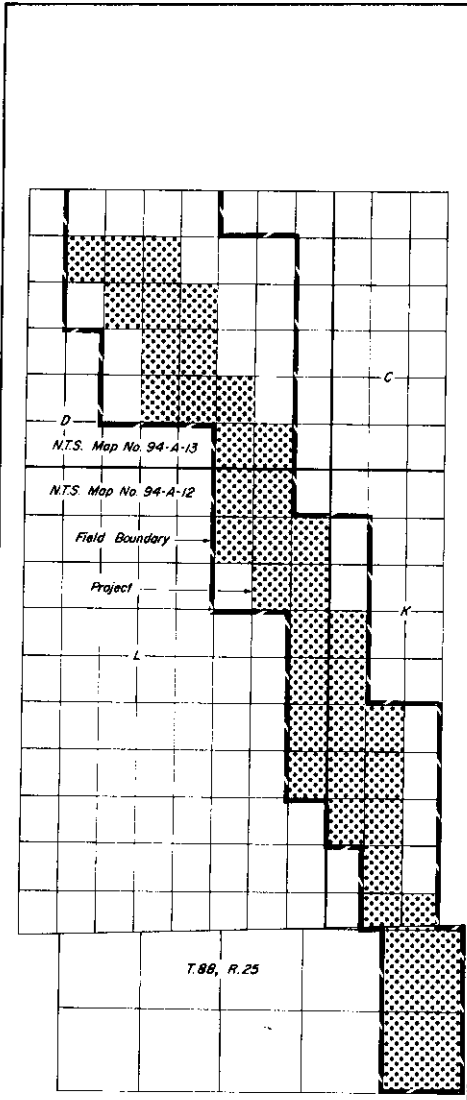 C
D
N.T.S. Map No. 94-A-13
N.T.S. Map No. 94-A-12
Field Boundary
Project
K
L
T.88, R.25